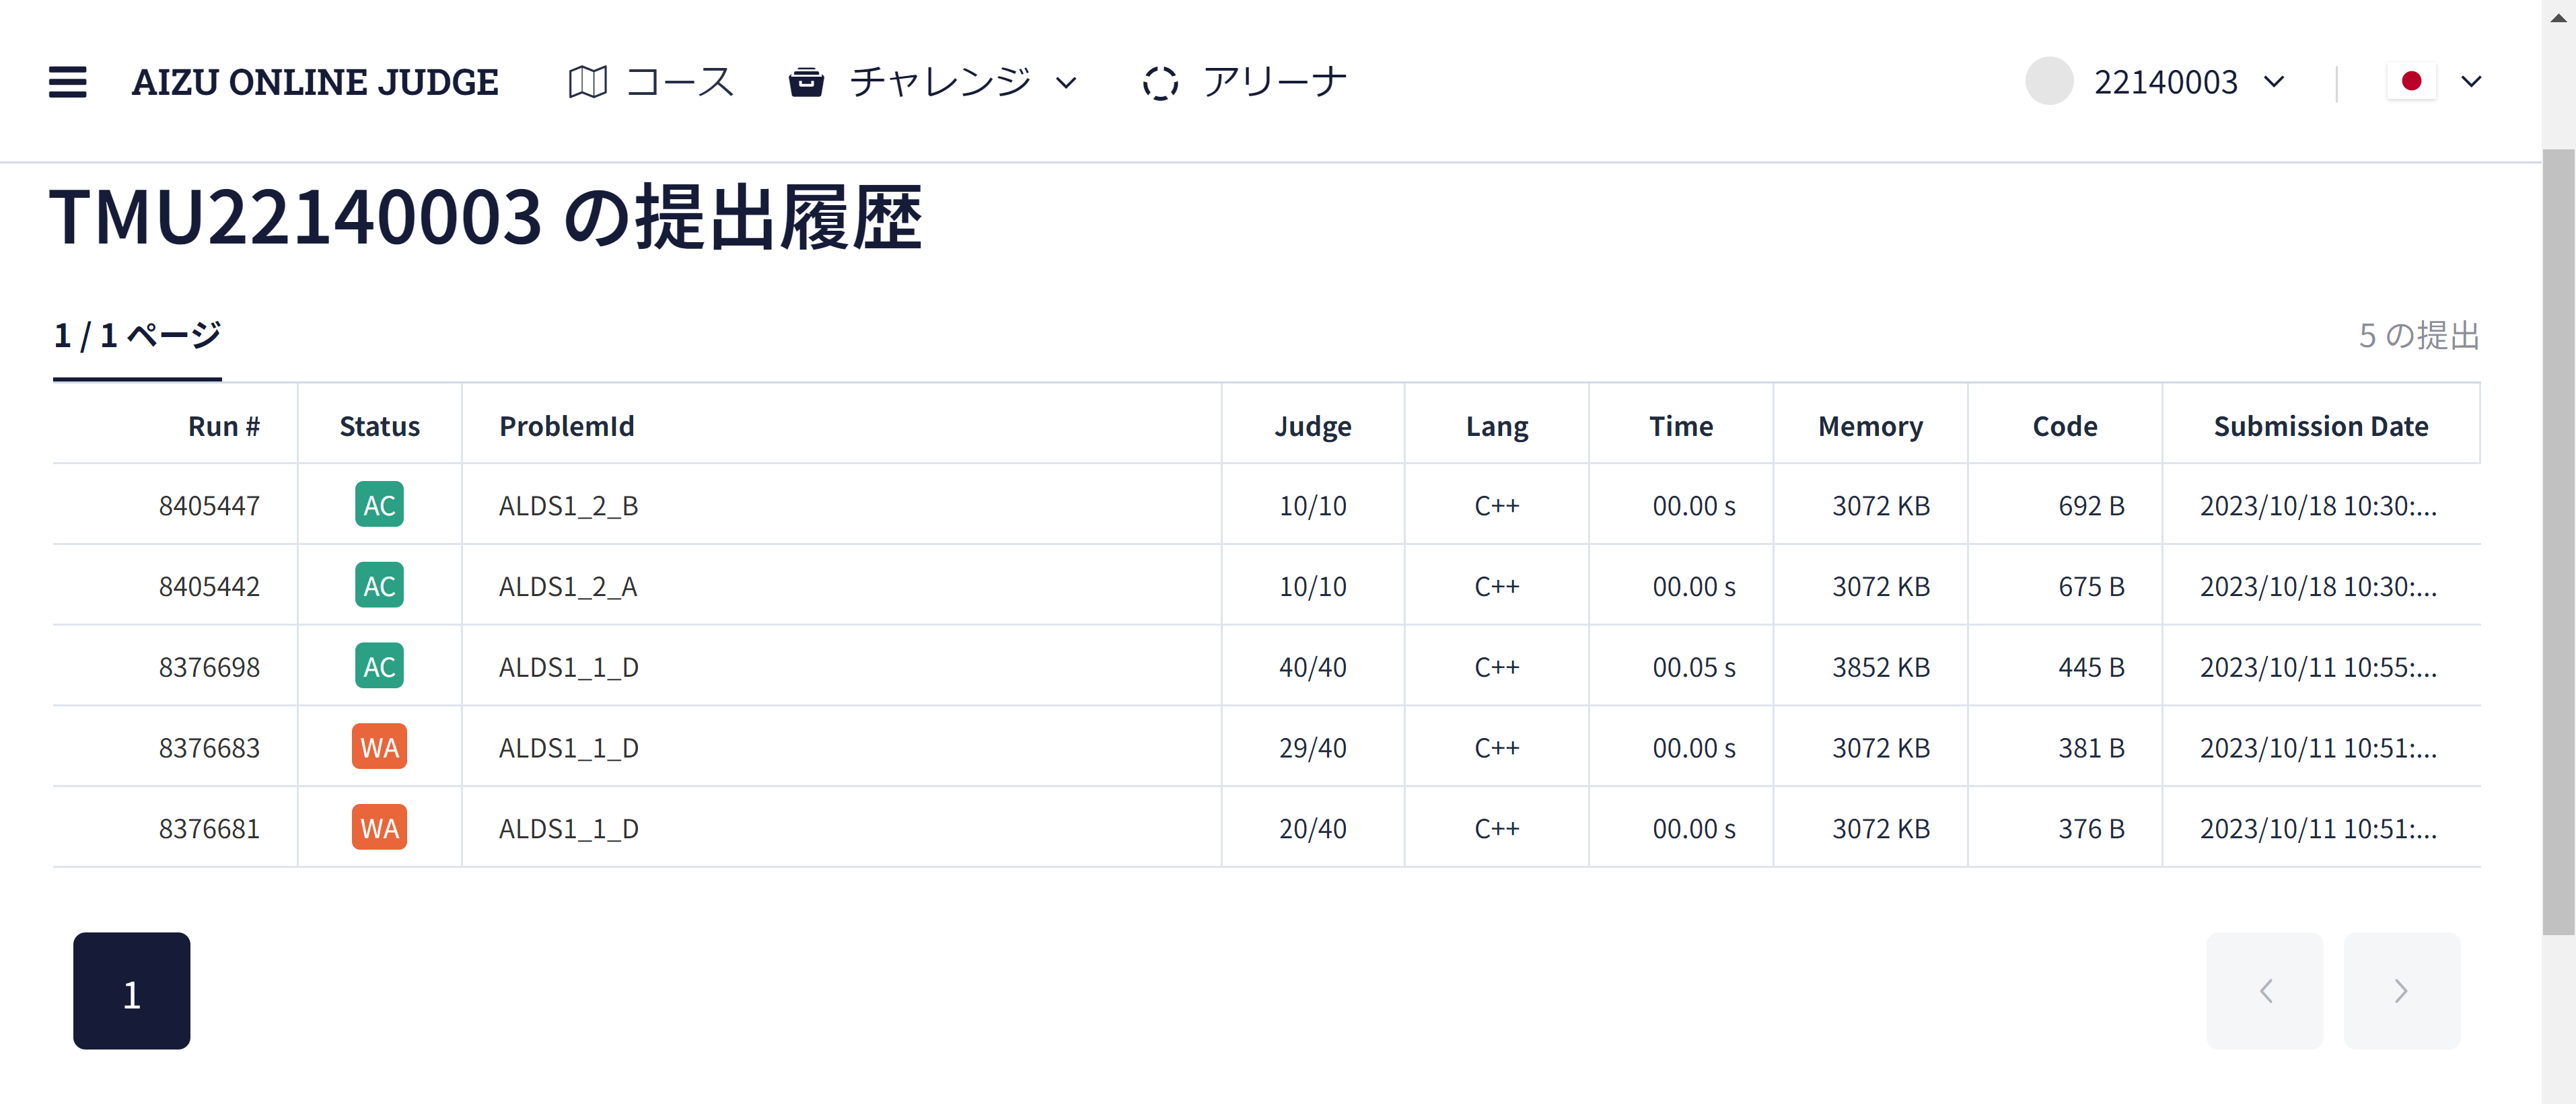 AIZU ONLINE JUDGE コース チャレンジ アリーナ 22140003
TMU22140003 の提出履歴
1 / 1 ページ 5 の提出
Run # Status ProblemId Judge Lang Time Memory Code Submission Date
8405447 AC ALDS1_2_B 10/10 C++ 00.00 s 3072 KB 692 B 2023/10/18 10:30:...
8405442 AC ALDS1_2_A 10/10 C++ 00.00 s 3072 KB 675 B 2023/10/18 10:30:...
8376698 AC ALDS1_1_D 40/40 C++ 00.05 s 3852 KB 445 B 2023/10/11 10:55:...
8376683 WA ALDS1_1_D 29/40 C++ 00.00 s 3072 KB 381 B 2023/10/11 10:51:...
8376681 WA ALDS1_1_D 20/40 C++ 00.00 s 3072 KB 376 B 2023/10/11 10:51:...
1